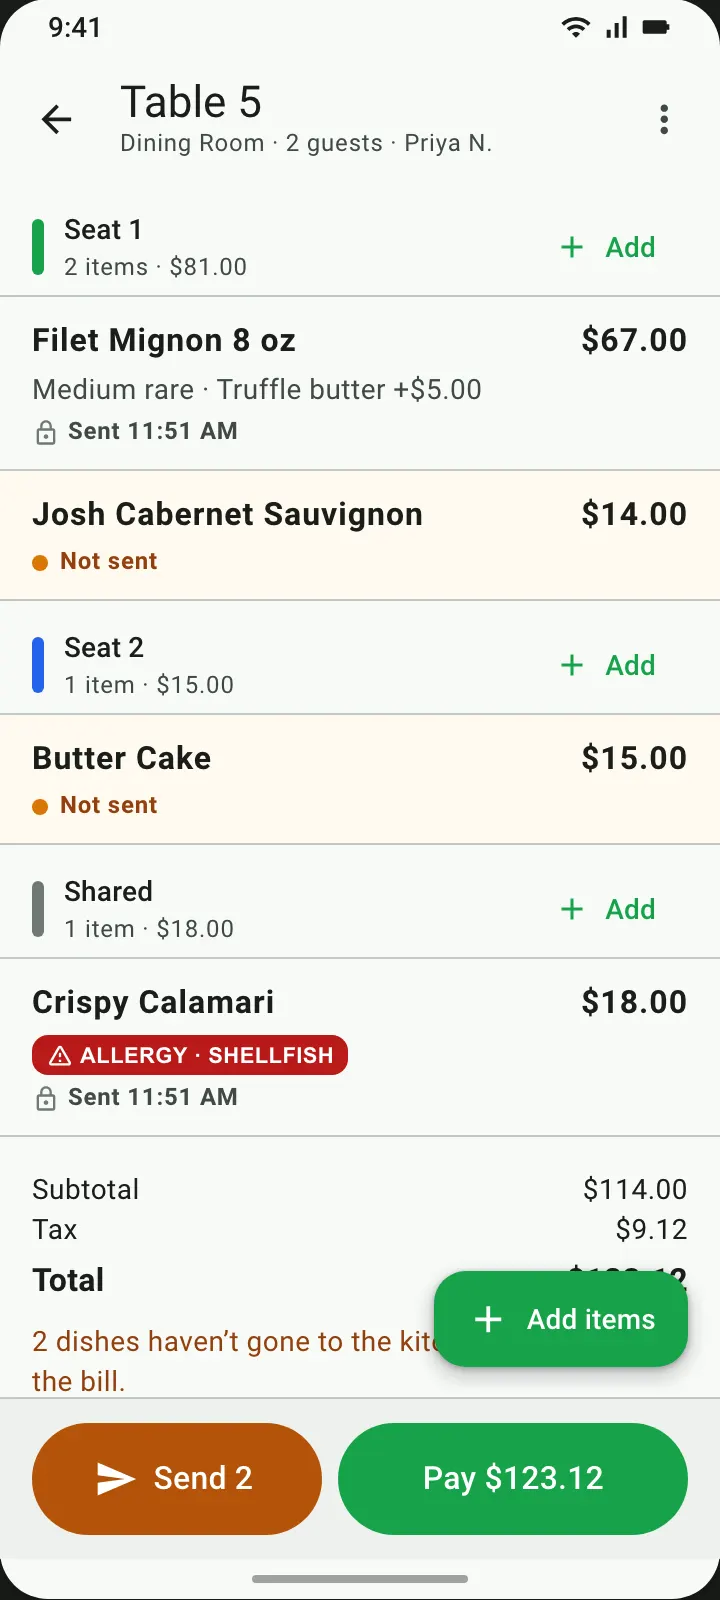 9:41
Table 5
Dining Room · 2 guests · Priya N.
Seat 1
2 items · $81.00
+ Add
Filet Mignon 8 oz
$67.00
Medium rare · Truffle butter +$5.00
Sent 11:51 AM
Josh Cabernet Sauvignon
$14.00
Not sent
Seat 2
1 item · $15.00
+ Add
Butter Cake
$15.00
Not sent
Shared
1 item · $18.00
+ Add
Crispy Calamari
$18.00
ALLERGY · SHELLFISH
Sent 11:51 AM
Subtotal
$114.00
Tax
$9.12
Total
2 dishes haven’t gone to the
the bill.
+ Add items
Send 2
Pay $123.12